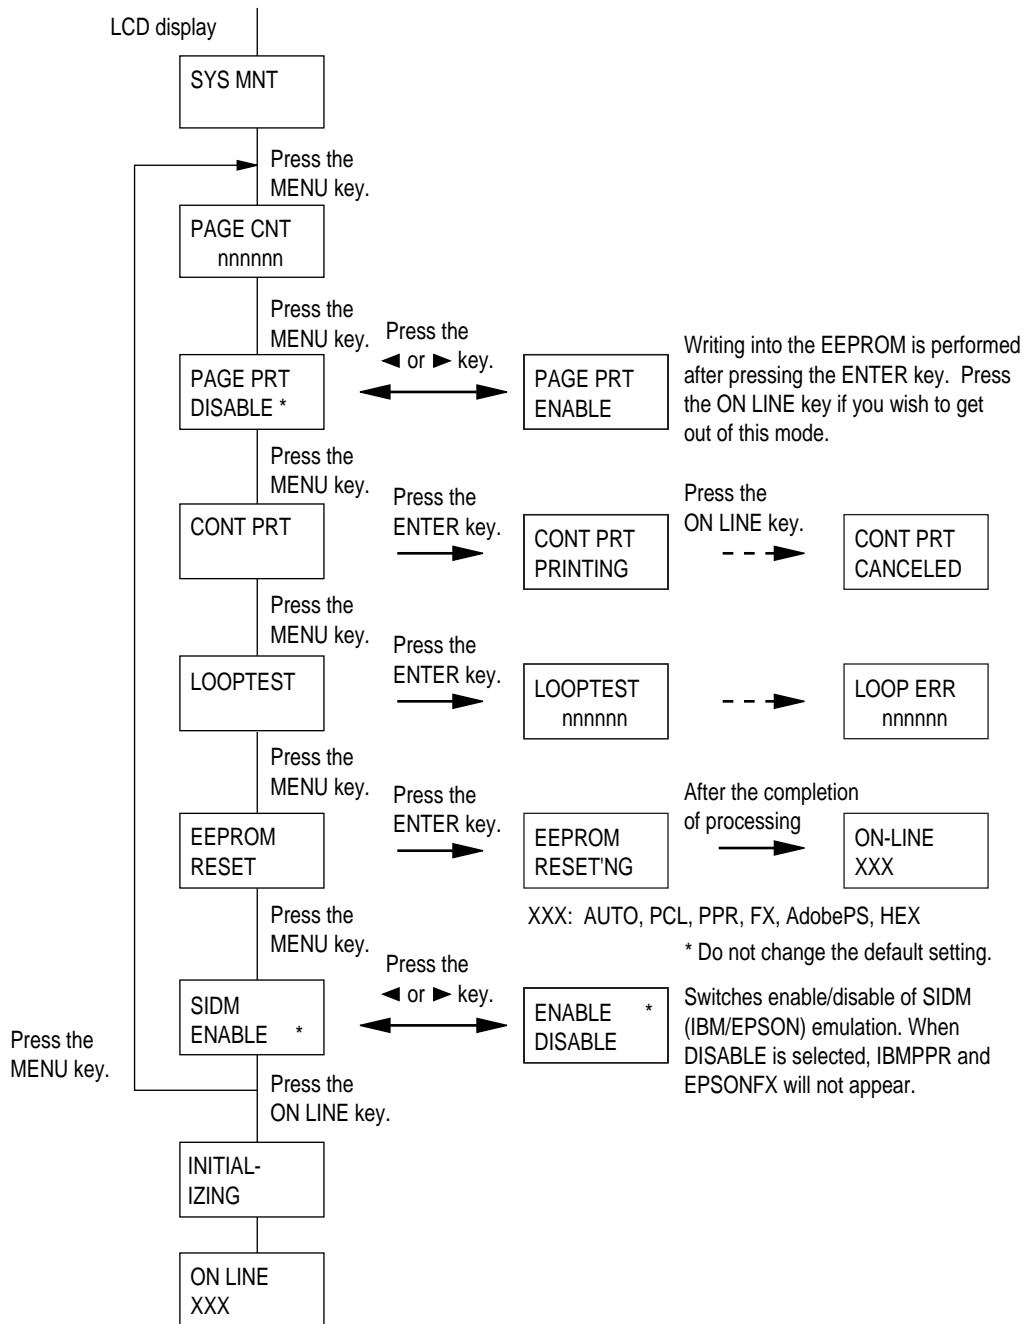 LCD display
SYS MNT
Press the
MENU key.
PAGE CNT
nnnnnn
Press the
MENU key.
Press the
◄ or ► key.
PAGE PRT
DISABLE *
PAGE PRT
ENABLE
Writing into the EEPROM is performed
after pressing the ENTER key. Press
the ON LINE key if you wish to get
out of this mode.
Press the
MENU key.
CONT PRT
Press the
ENTER key.
CONT PRT
PRINTING
Press the
ON LINE key.
CONT PRT
CANCELED
Press the
MENU key.
LOOPTEST
Press the
ENTER key.
LOOPTEST
nnnnnn
LOOP ERR
nnnnnn
Press the
MENU key.
EEPROM
RESET
Press the
ENTER key.
EEPROM
RESET'NG
After the completion
of processing
ON-LINE
XXX
XXX: AUTO, PCL, PPR, FX, AdobePS, HEX
* Do not change the default setting.
Press the
MENU key.
SIDM
ENABLE *
Press the
◄ or ► key.
ENABLE *
DISABLE
Switches enable/disable of SIDM
(IBM/EPSON) emulation. When
DISABLE is selected, IBMPPR and
EPSONFX will not appear.
Press the
MENU key.
Press the
ON LINE key.
INITIAL-
IZING
ON LINE
XXX